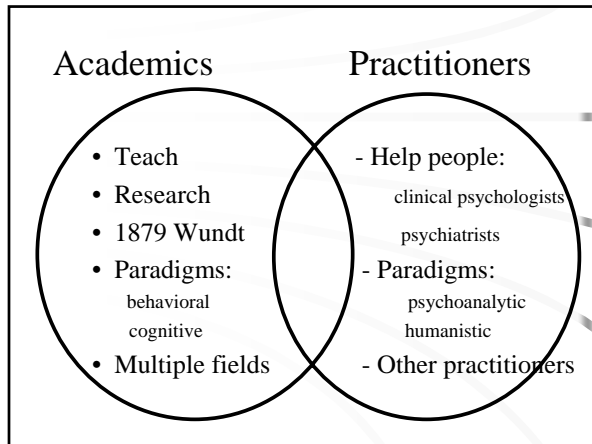 Academics
Practitioners
• Teach
• Research
• 1879 Wundt
• Paradigms:
behavioral
cognitive
• Multiple fields
- Help people:
clinical psychologists
psychiatrists
- Paradigms:
psychoanalytic
humanistic
- Other practitioners